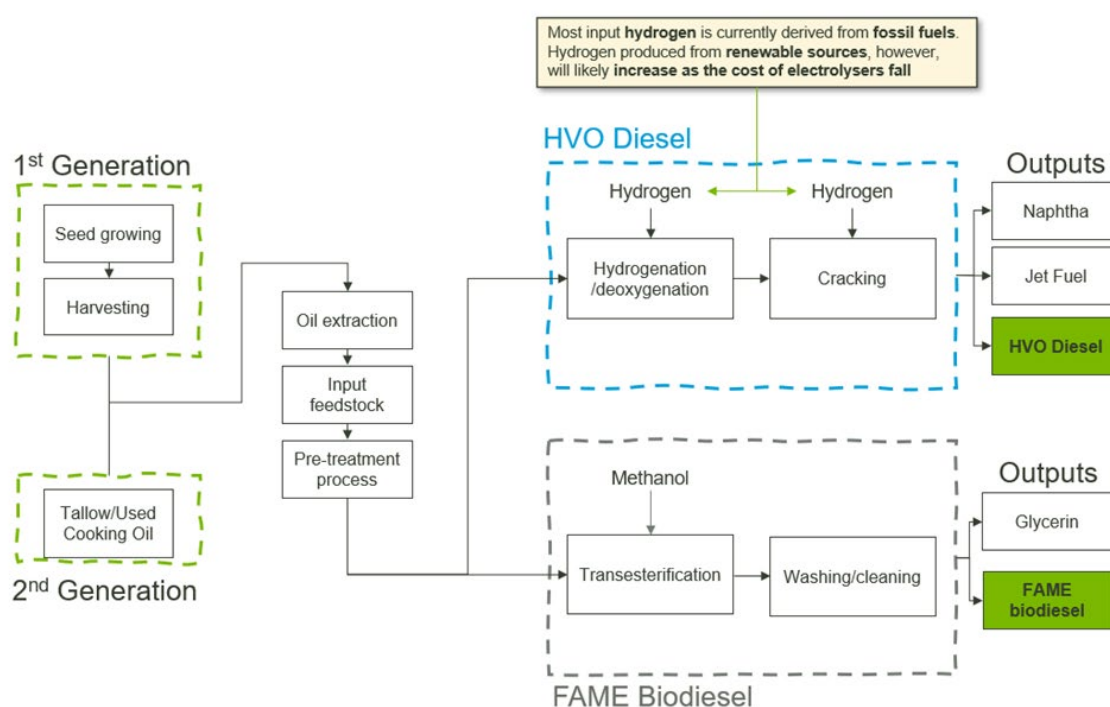 Most input hydrogen is currently derived from fossil fuels.
Hydrogen produced from renewable sources, however,
will likely increase as the cost of electrolysers fall
HVO Diesel
1st Generation
Seed growing
Harvesting
Tallow/Used
Cooking Oil
2nd Generation
Oil extraction
Input
feedstock
Pre-treatment
process
Hydrogen
Hydrogen
Hydrogenation
/deoxygenation
Cracking
Outputs
Naphtha
Jet Fuel
HVO Diesel
Methanol
Transesterification
Washing/cleaning
FAME Biodiesel
Outputs
Glycerin
FAME
biodiesel